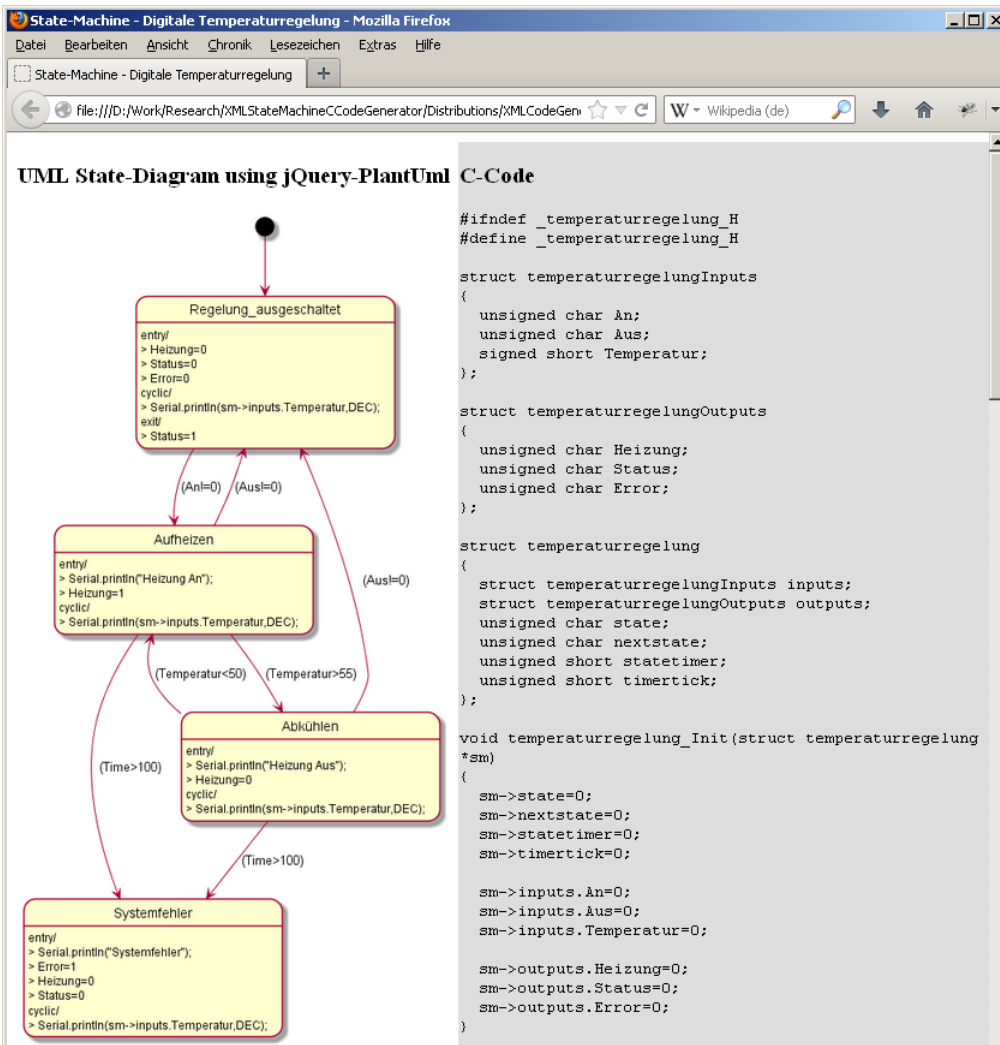 State-Machine - Digitale Temperaturregelung - Mozilla Firefox
Datei Bearbeiten Ansicht Chronik Lesezeichen Extras Hilfe
State-Machine - Digitale Temperaturregelung +
file:///D:/Work/Research/XMLStateMachineCCodeGenerator/Distributions/XMLCodeGen W Wikipedia (de)
UML State-Diagram using jQuery-PlantUml
Regelung_ausgeschaltet
entry/
> Heizung=0
> Status=0
> Error=0
cyclic/
> Serial.println(sm->inputs.Temperatur,DEC);
exit/
> Status=1
(An!=0) (Aus!=0)
Aufheizen
entry/
> Serial.println("Heizung An");
> Heizung=1
cyclic/
> Serial.println(sm->inputs.Temperatur,DEC);
(Aus!=0)
(Temperatur<50) (Temperatur>55)
Abkühlen
entry/
> Serial.println("Heizung Aus");
> Heizung=0
cyclic/
> Serial.println(sm->inputs.Temperatur,DEC);
(Time>100)
(Time>100)
Systemfehler
entry/
> Serial.println("Systemfehler");
> Error=1
> Heizung=0
> Status=0
cyclic/
> Serial.println(sm->inputs.Temperatur,DEC);
C-Code
#ifndef _temperaturregelung_H
#define _temperaturregelung_H
struct temperaturregelungInputs
{
unsigned char An;
unsigned char Aus;
signed short Temperatur;
};
struct temperaturregelungOutputs
{
unsigned char Heizung;
unsigned char Status;
unsigned char Error;
};
struct temperaturregelung
{
struct temperaturregelungInputs inputs;
struct temperaturregelungOutputs outputs;
unsigned char state;
unsigned char nextstate;
unsigned short statetimer;
unsigned short timertick;
};
void temperaturregelung_Init(struct temperaturregelung
*sm)
{
sm->state=0;
sm->nextstate=0;
sm->statetimer=0;
sm->timertick=0;
sm->inputs.An=0;
sm->inputs.Aus=0;
sm->inputs.Temperatur=0;
sm->outputs.Heizung=0;
sm->outputs.Status=0;
sm->outputs.Error=0;
}